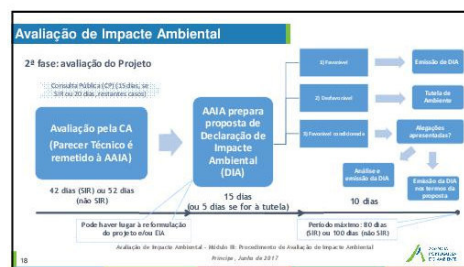 Avaliação de Impacte Ambiental
2ª fase: avaliação do Projeto
Consulta Pública (CP) (15 dias, se
SIR ou 20 dias, restantes casos)
Avaliação pela CA
(Parecer Técnico é
remetido à AAIA)
42 dias (SIR) ou 52 dias
(não SIR)
AAIA prepara
proposta de
Declaração de
Impacte
Ambiental
(DIA)
15 dias
(ou 5 dias se for à tutela)
1) Favorável
2) Desfavorável
3) Favorável condicionada
Emissão da DIA
Tutela de
Ambiente
Alegações
apresentadas?
Análise e
emissão da DIA
Emissão da DIA
nos termos da
proposta
10 dias
Pode haver lugar à reformulação
do projeto e/ou EIA
Período máximo: 80 dias
(SIR) ou 100 dias (não SIR)
Avaliação de Impacte Ambiental - Módulo III: Procedimento de Avaliação de Impacte Ambiental
Príncipe, Junho de 2017
18
AGÊNCIA
PORTUGUESA
DO AMBIENTE